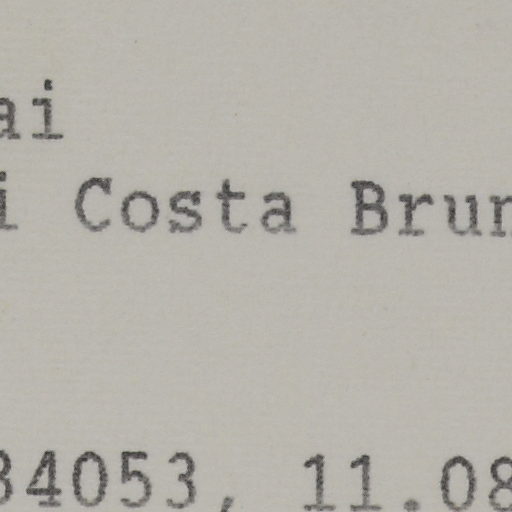 ai
i Costa Brun
34053, 11.08